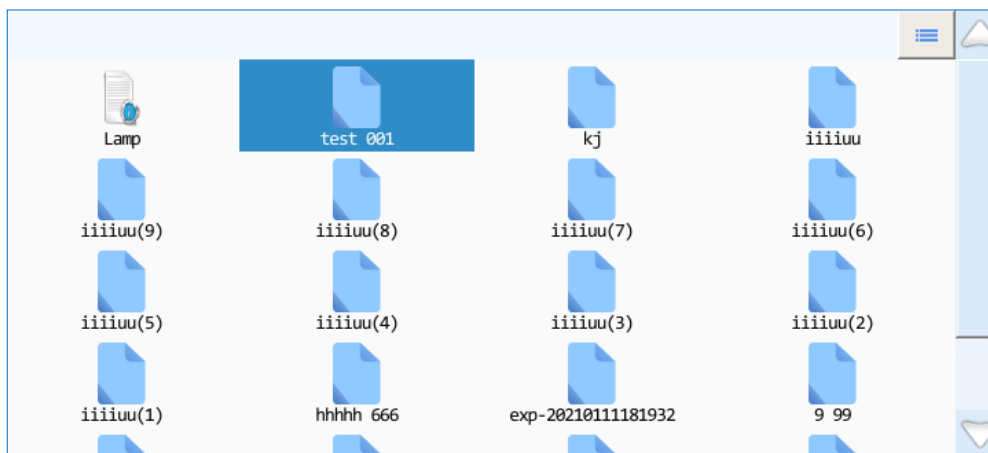 Lamp
test 001
kj
iiiiuu
iiiiuu(9)
iiiiuu(8)
iiiiuu(7)
iiiiuu(6)
iiiiuu(5)
iiiiuu(4)
iiiiuu(3)
iiiiuu(2)
iiiiuu(1)
hhhhh 666
exp-20210111181932
9 99